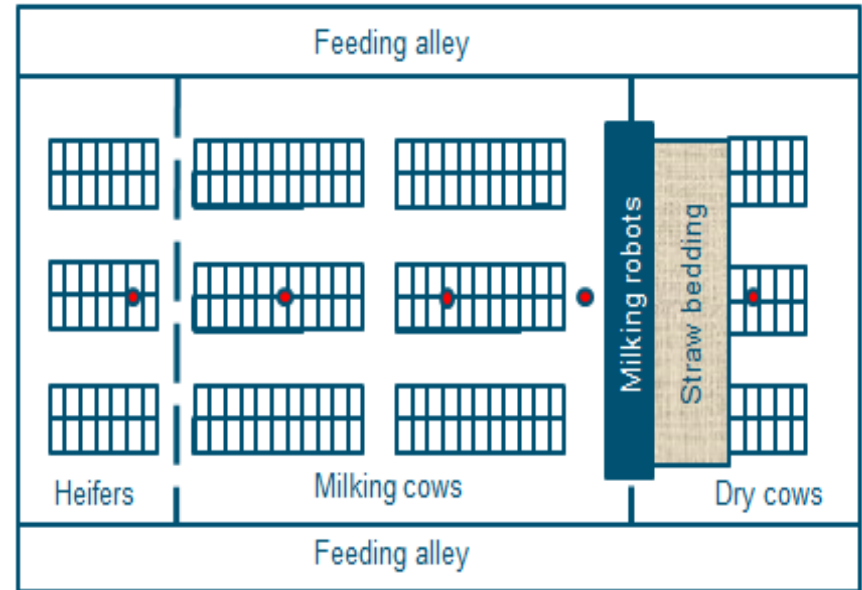 Feeding alley
Milking robots
Straw bedding
Heifers
Milking cows
Dry cows
Feeding alley